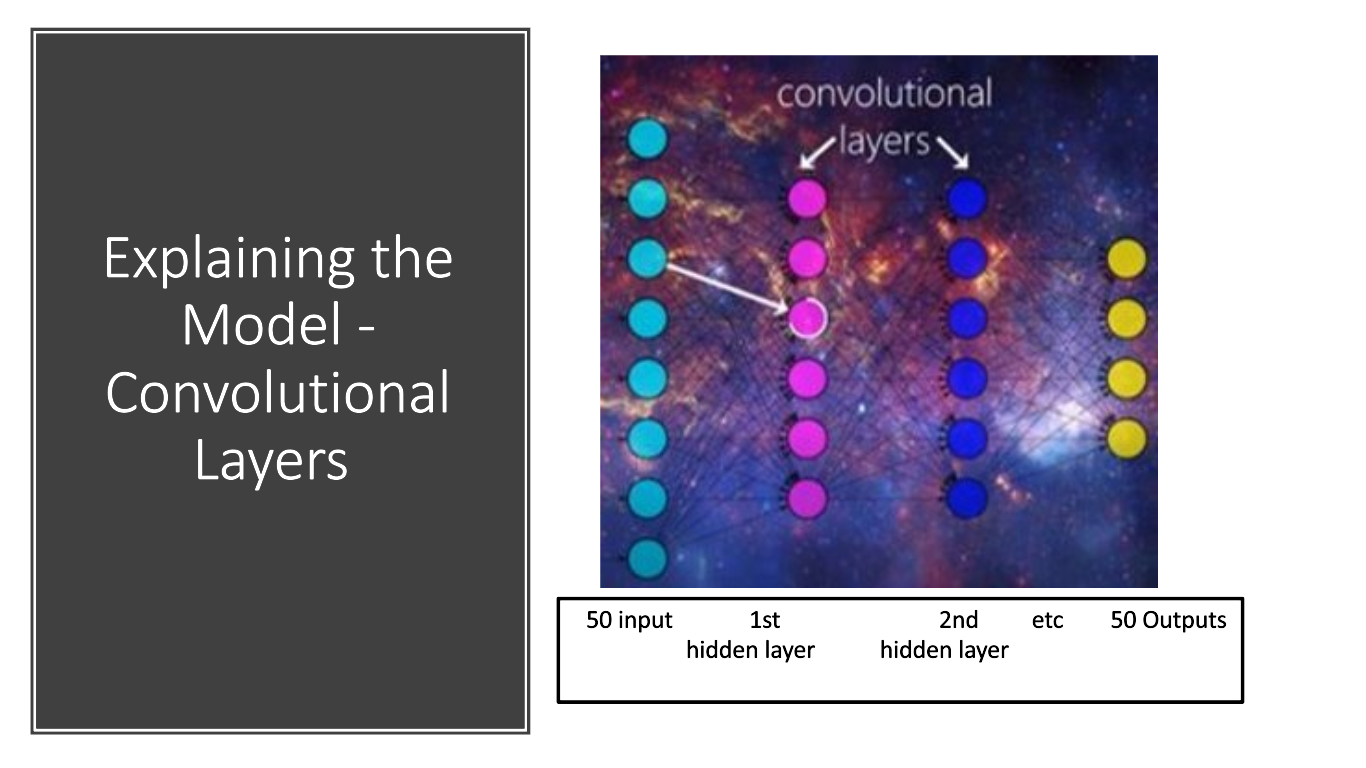 Explaining the
Model -
Convolutional
Layers
convolutional
layers
50 input 1st 2nd etc 50 Outputs
hidden layer hidden layer